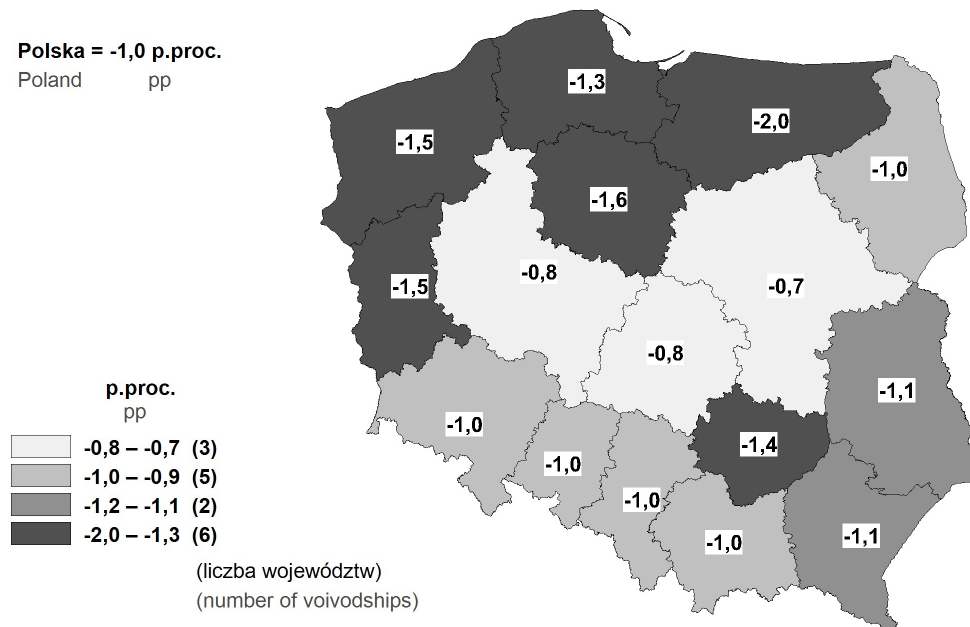 Polska = -1,0 p.proc.
Poland pp
-1,3
-2,0
-1,5
-1,0
-1,6
-0,8
-1,5
-0,7
-0,8
-1,1
-1,0
-1,4
-1,0
-1,0
-1,1
-1,0
p.proc.
pp
-0,8 – -0,7 (3)
-1,0 – -0,9 (5)
-1,2 – -1,1 (2)
-2,0 – -1,3 (6)
(liczba województw)
(number of voivodships)